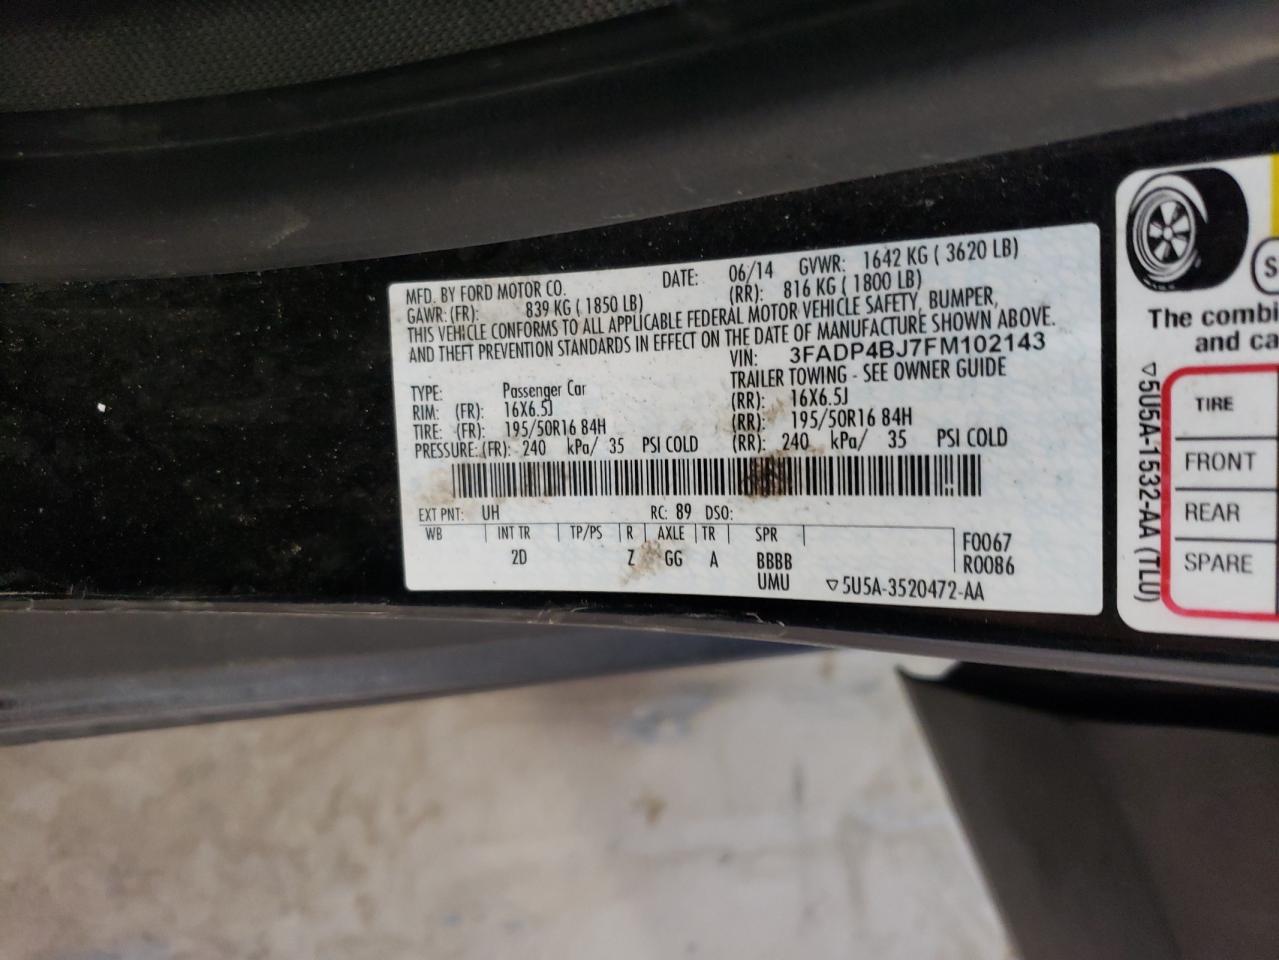 MFD. BY FORD MOTOR CO. DATE: 06/14 GVWR: 1642 KG ( 3620 LB)
GAWR:(FR): 839 KG ( 1850 LB) (RR): 816 KG ( 1800 LB)
THIS VEHICLE CONFORMS TO ALL APPLICABLE FEDERAL MOTOR VEHICLE SAFETY, BUMPER,
AND THEFT PREVENTION STANDARDS IN EFFECT ON THE DATE OF MANUFACTURE SHOWN ABOVE.
VIN: 3FADP4BJ7FM102143
TYPE: Passenger Car TRAILER TOWING - SEE OWNER GUIDE
RIM: (FR): 16X6.5J (RR): 16X6.5J
TIRE: (FR): 195/50R16 84H (RR): 195/50R16 84H
PRESSURE:(FR): 240 kPa/ 35 PSI COLD (RR): 240 kPa/ 35 PSI COLD
EXT PNT: UH RC: 89 DSO:
WB INT TR TP/PS R AXLE TR SPR F0067
2D Z GG A BBBB R0086
UMU ▽5U5A-3520472-AA
The combi
and ca
▽5U5A-1532-AA (TLU)
TIRE
FRONT
REAR
SPARE